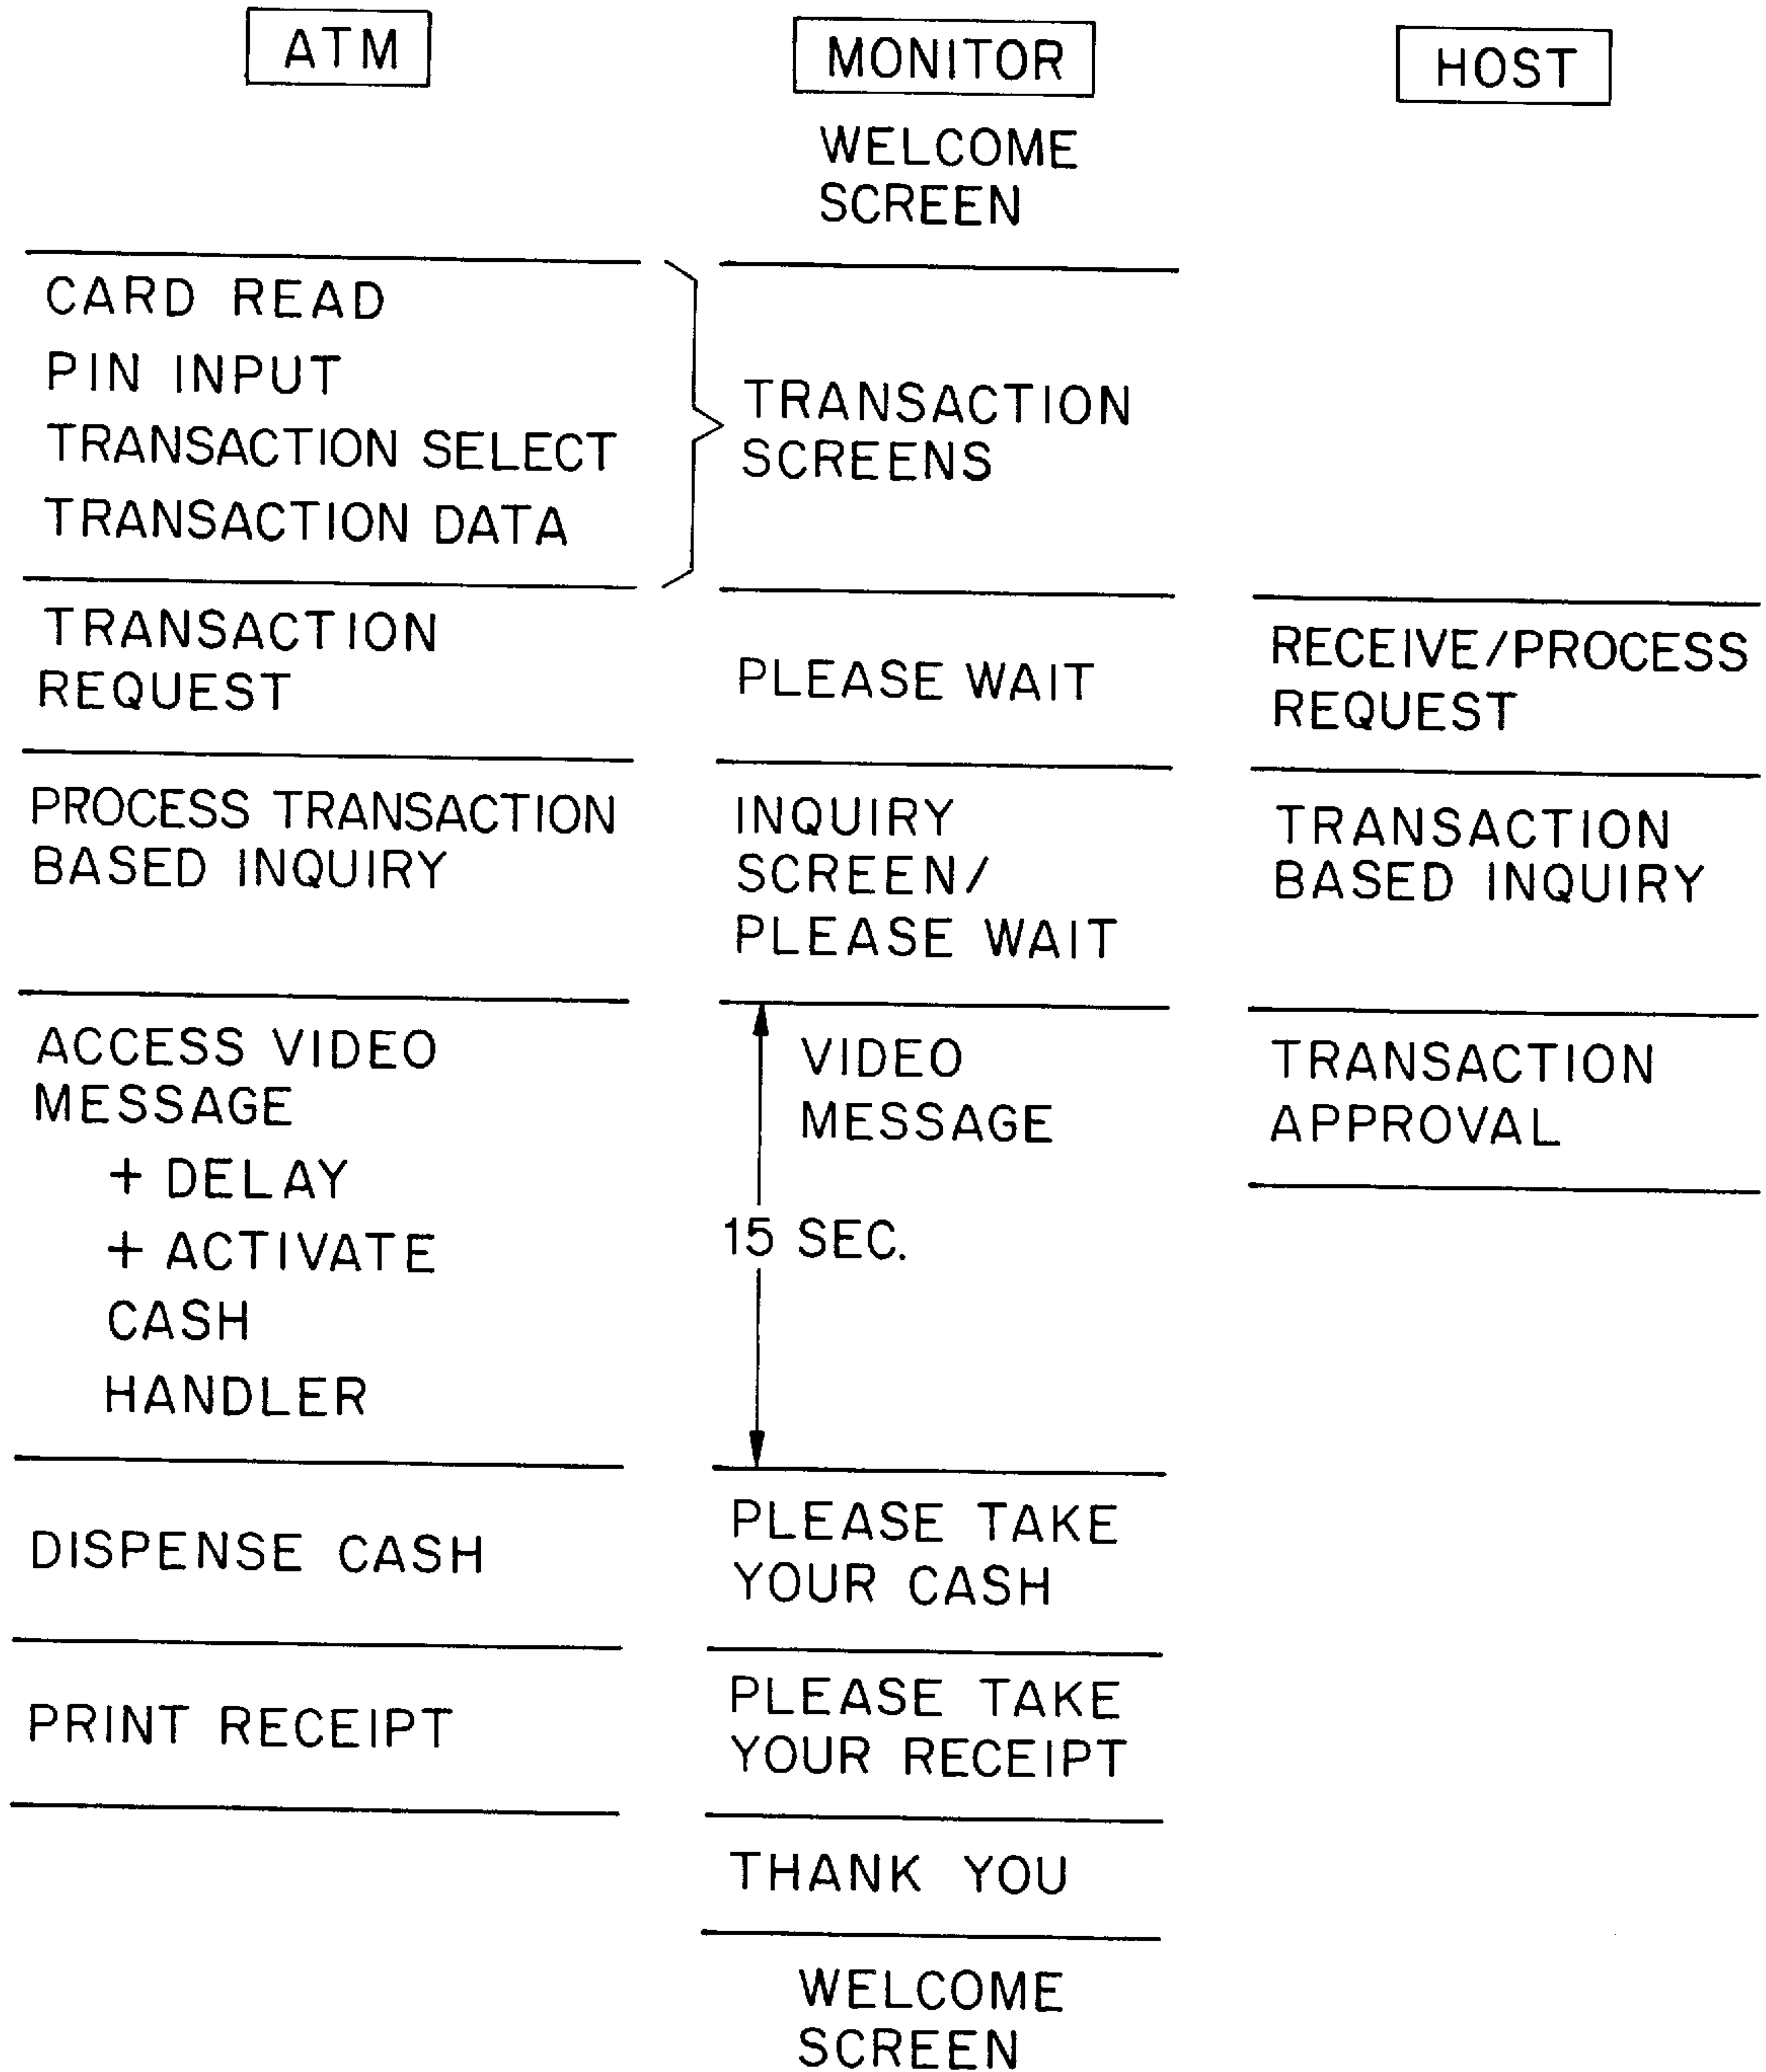 ATM
MONITOR
HOST
WELCOME
SCREEN
CARD READ
PIN INPUT
TRANSACTION SELECT
TRANSACTION DATA
TRANSACTION
SCREENS
TRANSACTION
REQUEST
PLEASE WAIT
RECEIVE/PROCESS
REQUEST
PROCESS TRANSACTION
BASED INQUIRY
INQUIRY
SCREEN/
PLEASE WAIT
TRANSACTION
BASED INQUIRY
ACCESS VIDEO
MESSAGE
+ DELAY
+ ACTIVATE
CASH
HANDLER
VIDEO
MESSAGE
15 SEC.
TRANSACTION
APPROVAL
DISPENSE CASH
PLEASE TAKE
YOUR CASH
PRINT RECEIPT
PLEASE TAKE
YOUR RECEIPT
THANK YOU
WELCOME
SCREEN